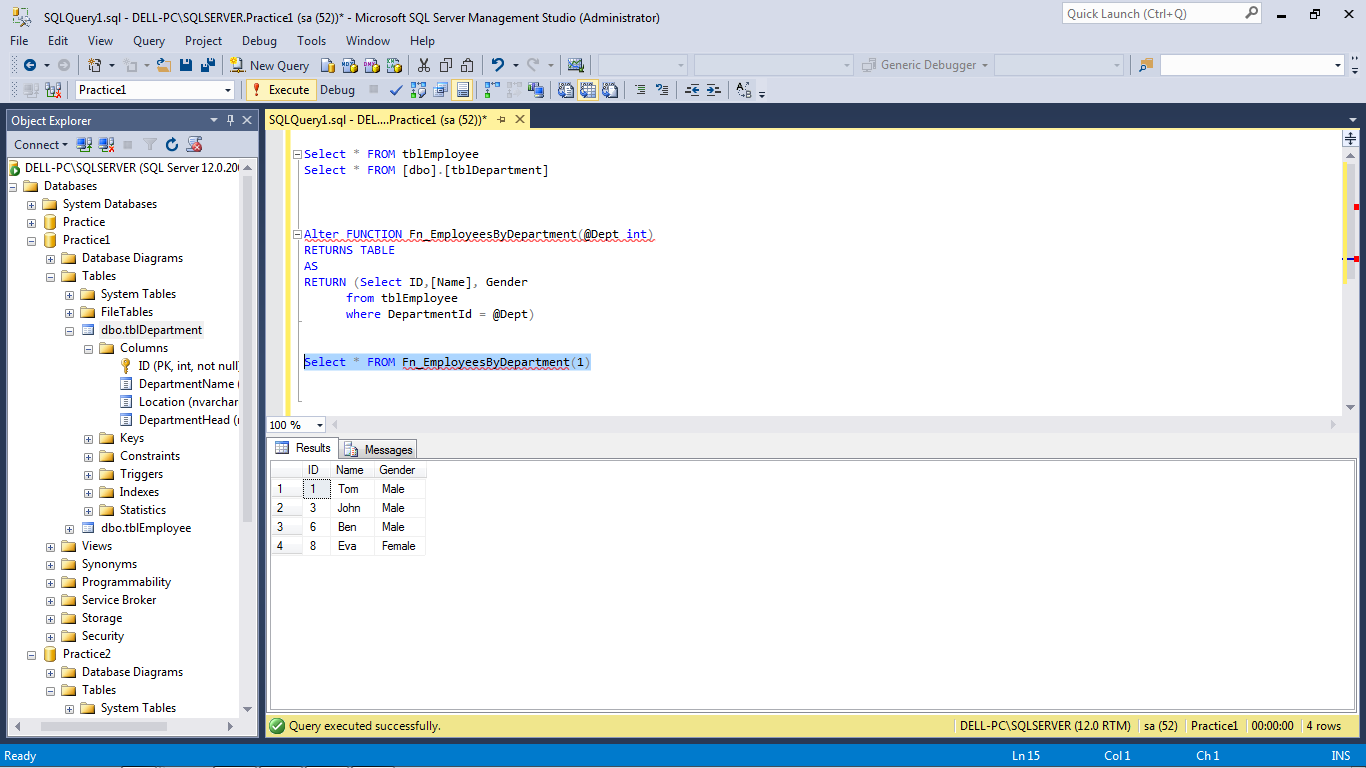 SQLQuery1.sql - DELL-PC\SQLSERVER.Practice1 (sa (52))* - Microsoft SQL Server Management Studio (Administrator)
Quick Launch (Ctrl+Q)
File Edit View Query Project Debug Tools Window Help
New Query
Generic Debugger
Practice1
Execute Debug
Object Explorer
Connect
DELL-PC\SQLSERVER (SQL Server 12.0.20
Databases
System Databases
Practice
Practice1
Database Diagrams
Tables
System Tables
FileTables
dbo.tblDepartment
Columns
ID (PK, int, not null
DepartmentName (
Location (nvarchar
DepartmentHead (
Keys
Constraints
Triggers
Indexes
Statistics
dbo.tblEmployee
Views
Synonyms
Programmability
Service Broker
Storage
Security
Practice2
Database Diagrams
Tables
System Tables
SQLQuery1.sql - DEL....Practice1 (sa (52))*
Select * FROM tblEmployee
Select * FROM [dbo].[tblDepartment]
Alter FUNCTION Fn_EmployeesByDepartment(@Dept int)
RETURNS TABLE
AS
RETURN (Select ID,[Name], Gender
from tblEmployee
where DepartmentId = @Dept)
Select * FROM Fn_EmployeesByDepartment(1)
100 %
Results Messages
ID Name Gender
1 1 Tom Male
2 3 John Male
3 6 Ben Male
4 8 Eva Female
Query executed successfully.
DELL-PC\SQLSERVER (12.0 RTM) sa (52) Practice1 00:00:00 4 rows
Ready
Ln 15 Col 1 Ch 1 INS